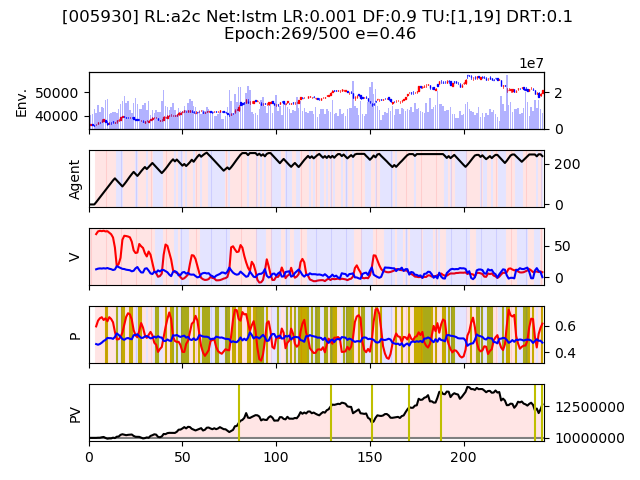 [005930] RL:a2c Net:lstm LR:0.001 DF:0.9 TU:[1,19] DRT:0.1
Epoch:269/500 e=0.46
1e7
Env.
50000
40000
2
0
Agent
200
0
V
50
0
P
0.6
0.4
PV
12500000
10000000
0 50 100 150 200